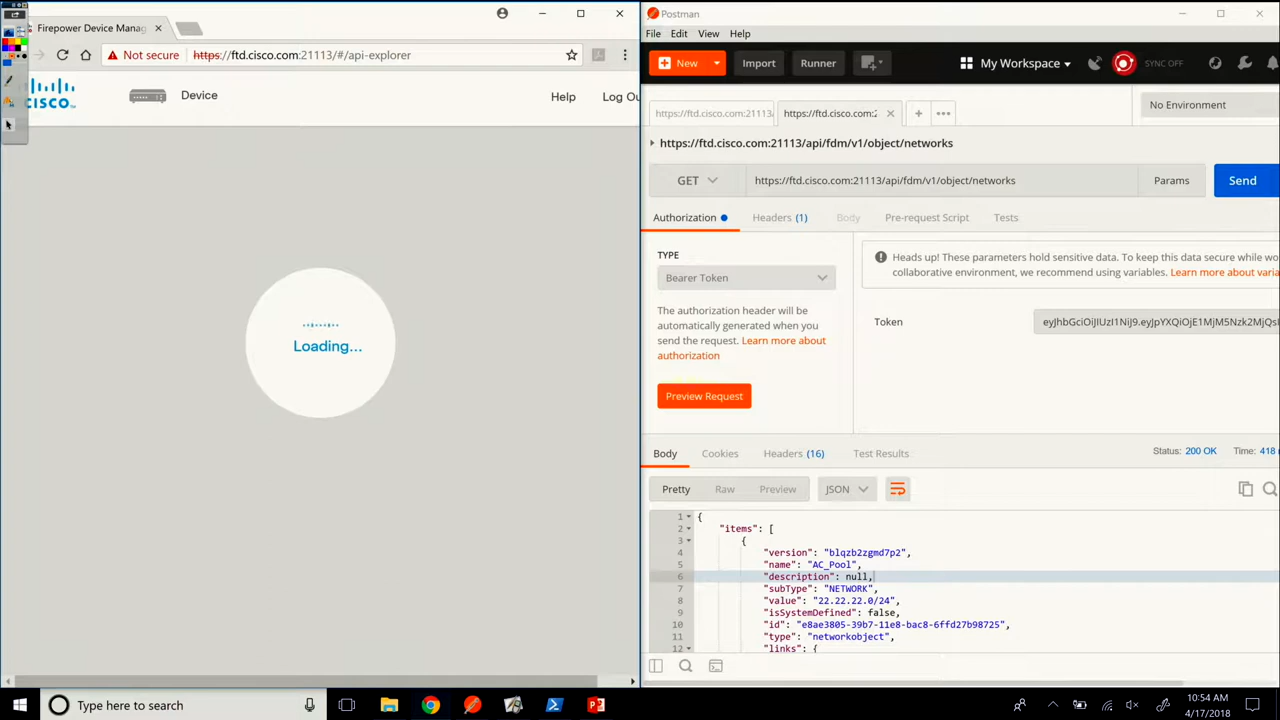 Firepower Device Manag
Not secure
https://ftd.cisco.com:21113/#/api-explorer
CISCO
Device
Help
Log Ou
Loading...
Postman
File Edit View Help
New
Import
Runner
My Workspace
SYNC OFF
https://ftd.cisco.com:21113/
https://ftd.cisco.com:2
No Environment
https://ftd.cisco.com:21113/api/fdm/v1/object/networks
GET
https://ftd.cisco.com:21113/api/fdm/v1/object/networks
Params
Send
Authorization
Headers (1)
Body
Pre-request Script
Tests
TYPE
Bearer Token
The authorization header will be
automatically generated when you
send the request. Learn more about
authorization
Preview Request
Heads up! These parameters hold sensitive data. To keep this data secure while wo
collaborative environment, we recommend using variables. Learn more about varia
Token
Body
Cookies
Headers (16)
Test Results
Status: 200 OK
Time: 418
Pretty
Raw
Preview
JSON
1 {
2 "items": [
3 {
4 "version": "blqzb2zgmd7p2",
5 "name": "AC_Pool",
6 "description": null,
7 "subType": "NETWORK",
8 "value": "22.22.22.0/24",
9 "isSystemDefined": false,
10 "id": "e8ae3805-39b7-11e8-bac8-6ffd27b98725",
11 "type": "networkobject",
12 "links": {
Type here to search
10:54 AM
4/17/2018